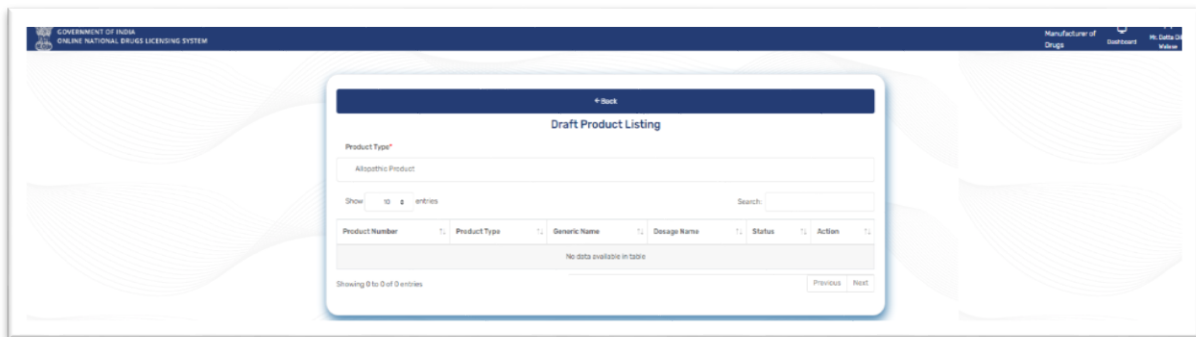 GOVERNMENT OF INDIA
ONLINE NATIONAL DRUGS LICENSING SYSTEM
Manufacturer of
Drugs
Dashboard
Mr. Datta
← Back
Draft Product Listing
Product Type*
Allopathic Product
Show 10 entries
Search:
Product Number Product Type Generic Name Dosage Name Status Action
No data available in table
Showing 0 to 0 of 0 entries
Previous Next